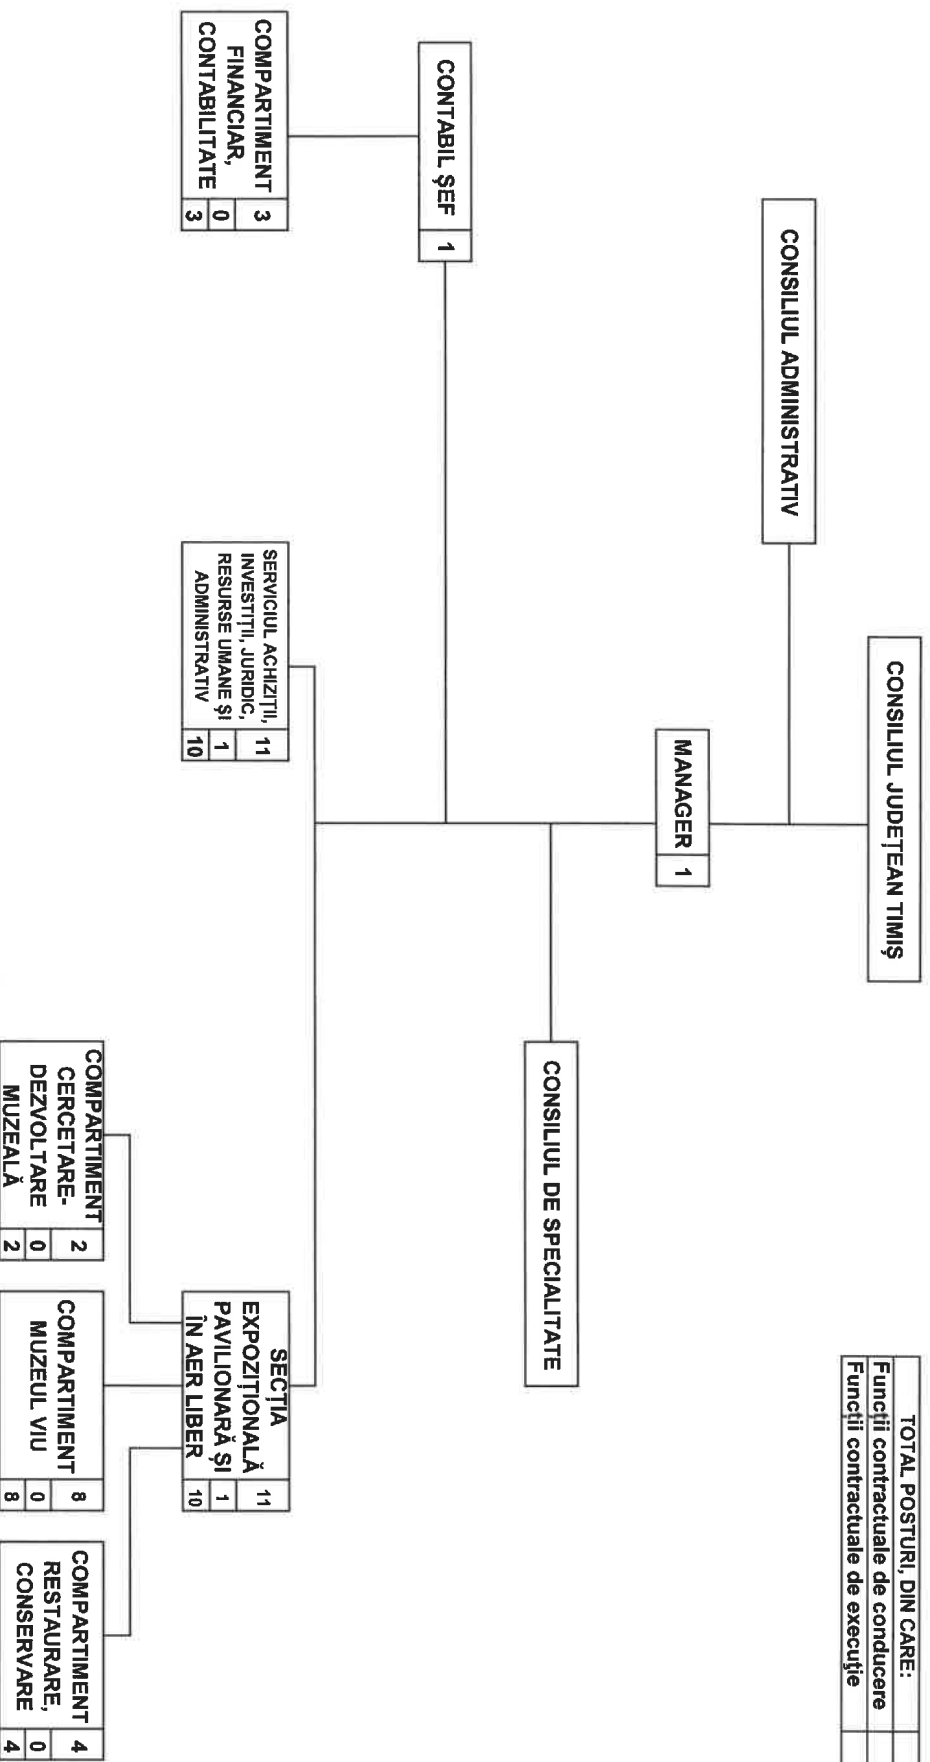 CONSILIUL JUDEȚEAN TIMIȘ
TOTAL POSTURI, DIN CARE:
Funcții contractuale de conducere
Funcții contractuale de execuție
CONSILIUL ADMINISTRATIV
MANAGER 1
CONSILIUL DE SPECIALITATE
CONTABIL ȘEF 1
COMPARTIMENT
FINANCIAR,
CONTABILITATE
3
0
3
SERVICIUL ACHIZIȚII,
INVESTIȚII, JURIDIC,
RESURSE UMANE ȘI
ADMINISTRATIV
11
1
10
SECȚIA
EXPOZIȚIONALĂ
PAVILIONARĂ ȘI
ÎN AER LIBER
11
1
10
COMPARTIMENT
CERCETARE-
DEZVOLTARE
MUZEALĂ
2
0
2
COMPARTIMENT
MUZEUL VIU
8
0
8
COMPARTIMENT
RESTAURARE,
CONSERVARE
4
0
4